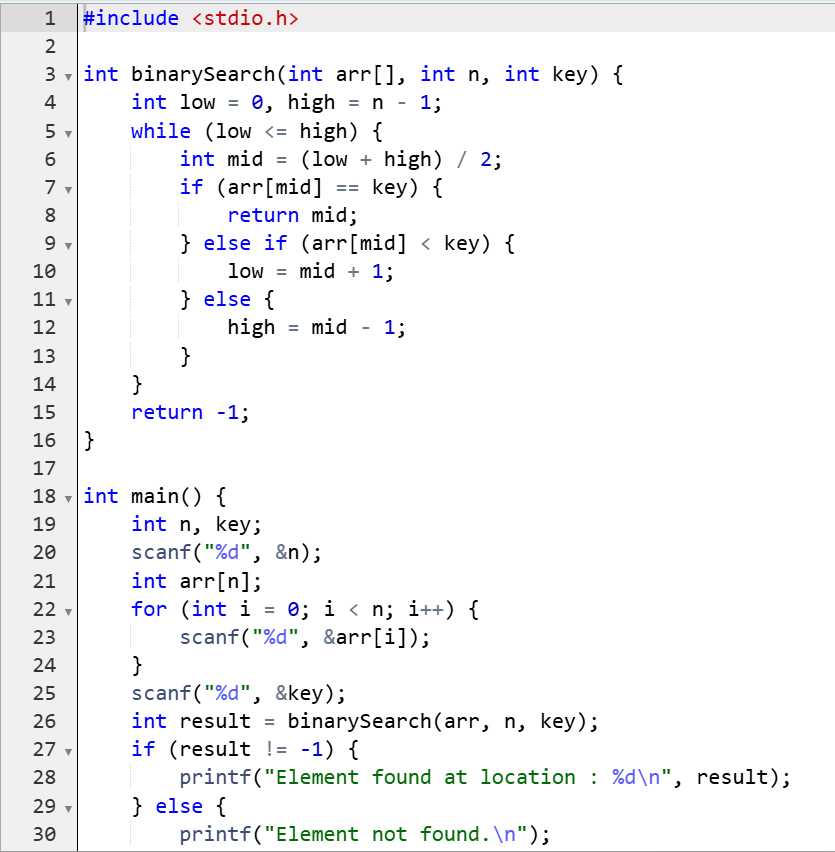 1 #include <stdio.h>
2
3 int binarySearch(int arr[], int n, int key) {
4     int low = 0, high = n - 1;
5     while (low <= high) {
6         int mid = (low + high) / 2;
7         if (arr[mid] == key) {
8             return mid;
9         } else if (arr[mid] < key) {
10             low = mid + 1;
11         } else {
12             high = mid - 1;
13         }
14     }
15     return -1;
16 }
17
18 int main() {
19     int n, key;
20     scanf("%d", &n);
21     int arr[n];
22     for (int i = 0; i < n; i++) {
23         scanf("%d", &arr[i]);
24     }
25     scanf("%d", &key);
26     int result = binarySearch(arr, n, key);
27     if (result != -1) {
28         printf("Element found at location : %d\n", result);
29     } else {
30         printf("Element not found.\n");